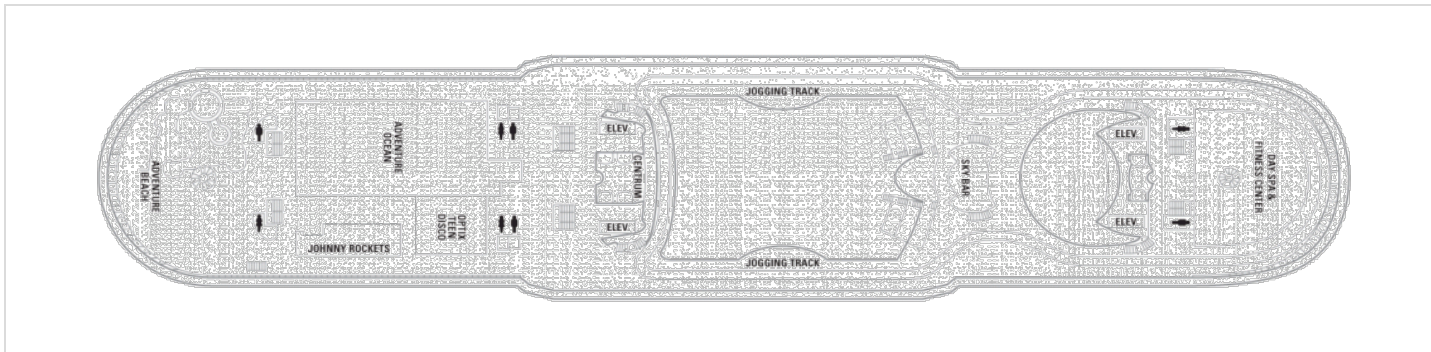 ADVENTURE
BEACH
ADVENTURE
OCEAN
JOHNNY ROCKETS
OPTIX
TEEN
DISCO
ELEV.
CENTRUM
ELEV.
JOGGING TRACK
JOGGING TRACK
SKY BAR
ELEV.
ELEV.
DAY SPA &
FITNESS CENTER